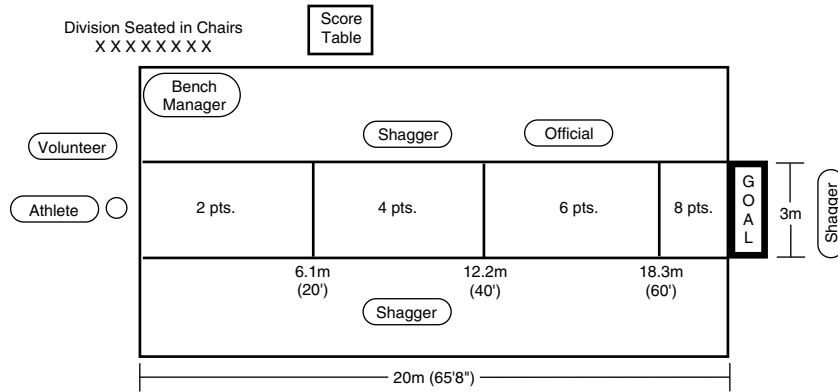 Division Seated in Chairs
X X X X X X X X
Score
Table
Bench
Manager
Shagger
Official
Volunteer
Athlete
2 pts.
4 pts.
6 pts.
8 pts.
G
O
A
L
3m
Shagger
6.1m
(20')
12.2m
(40')
18.3m
(60')
Shagger
20m (65'8")